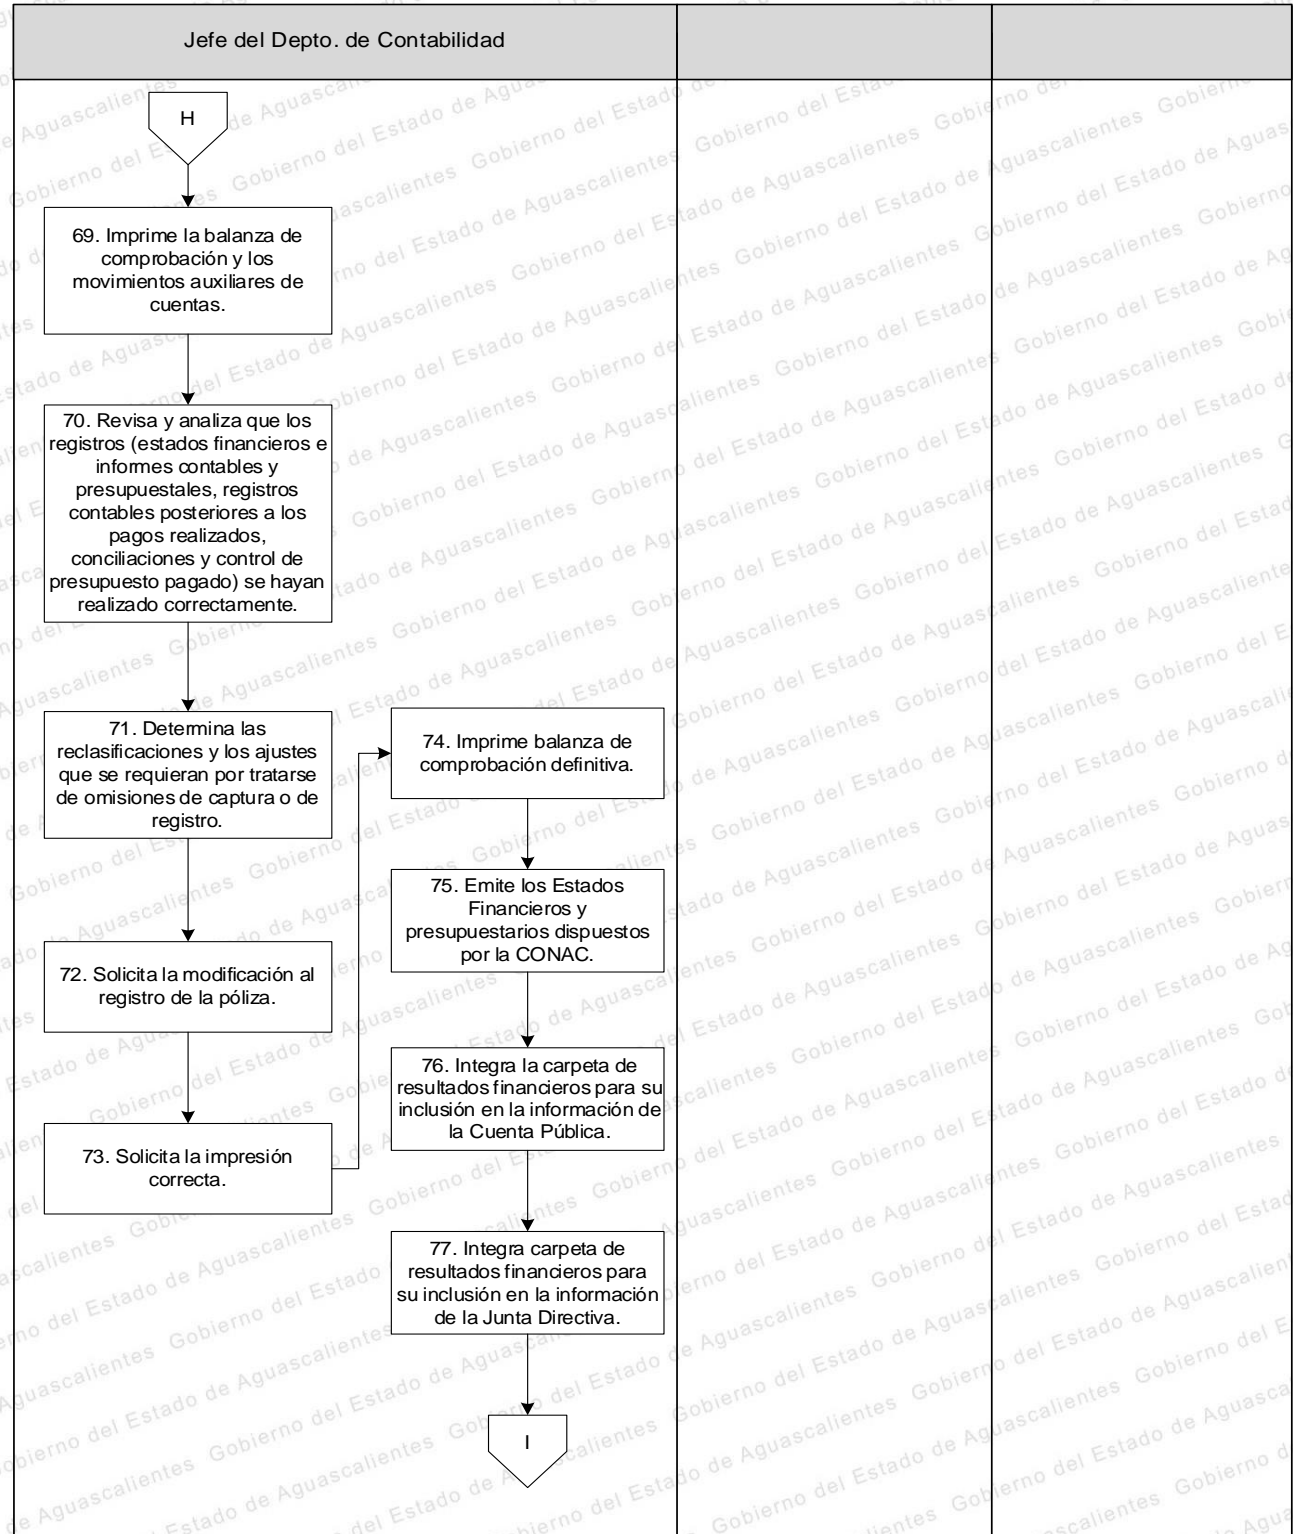 Jefe del Depto. de Contabilidad
H
69. Imprime la balanza de
comprobación y los
movimientos auxiliares de
cuentas.
70. Revisa y analiza que los
registros (estados financieros e
informes contables y
presupuestales, registros
contables posteriores a los
pagos realizados,
conciliaciones y control de
presupuesto pagado) se hayan
realizado correctamente.
71. Determina las
reclasificaciones y los ajustes
que se requieran por tratarse
de omisiones de captura o de
registro.
72. Solicita la modificación al
registro de la póliza.
73. Solicita la impresión
correcta.
74. Imprime balanza de
comprobación definitiva.
75. Emite los Estados
Financieros y
presupuestarios dispuestos
por la CONAC.
76. Integra la carpeta de
resultados financieros para su
inclusión en la información de
la Cuenta Pública.
77. Integra carpeta de
resultados financieros para
su inclusión en la información
de la Junta Directiva.
I
Gobierno del Estado de Aguascalientes